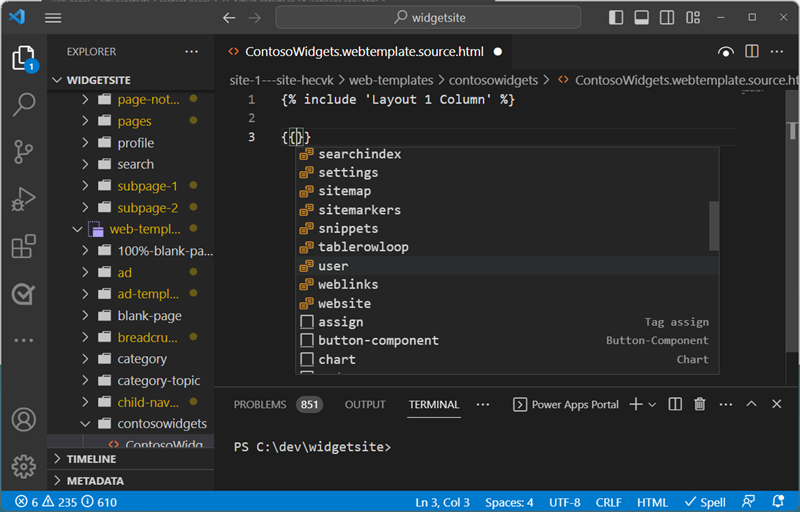 widgetsite
EXPLORER
ContosoWidgets.webtemplate.source.html
1
WIDGETSITE
site-1---site-hecvk > web-templates > contosowidgets > ContosoWidgets.webtemplate.source.ht
page-not...
pages
profile
search
subpage-1
subpage-2
web-templ...
100%-blank-pa...
ad
ad-templ...
blank-page
breadcru...
category
category-topic
child-nav...
contosowidgets
ContosoWidg
TIMELINE
METADATA
1 {% include 'Layout 1 Column' %}
2
3 {{}}
searchindex
settings
sitemap
sitemarkers
snippets
tablerowloop
user
weblinks
website
assign Tag assign
button-component Button-Component
chart Chart
PROBLEMS 851 OUTPUT TERMINAL ... Power Apps Portal
PS C:\dev\widgetsite>
6 235 610 Ln 3, Col 3 Spaces: 4 UTF-8 CRLF HTML Spell